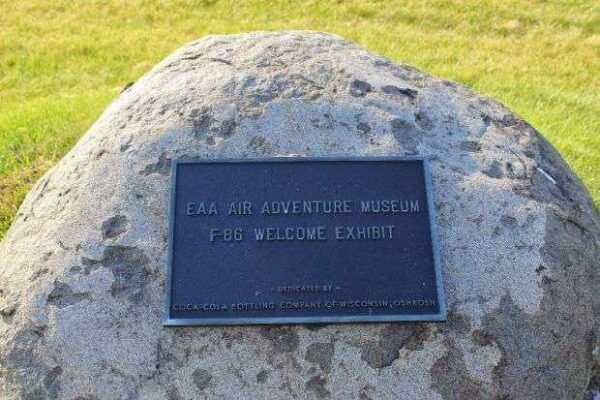 EAA AIR ADVENTURE MUSEUM
F-86 WELCOME EXHIBIT
- DEDICATED BY -
COCA-COLA BOTTLING COMPANY OF WISCONSIN, OSHKOSH